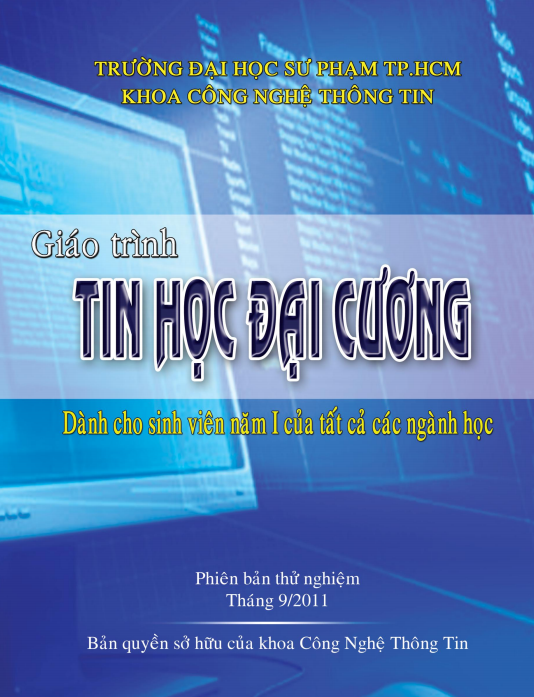 TRƯỜNG ĐẠI HỌC SƯ PHẠM TP.HCM
KHOA CÔNG NGHỆ THÔNG TIN
Giáo trình
TIN HỌC ĐẠI CƯƠNG
Dành cho sinh viên năm I của tất cả các ngành học
Phiên bản thử nghiệm
Tháng 9/2011
Bản quyền sở hữu của khoa Công Nghệ Thông Tin